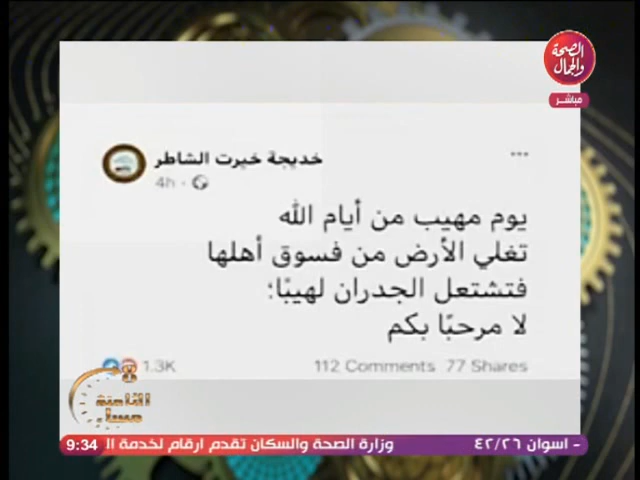 الصحة
والجمال
مباشر
خديجة خيرت الشاطر
4h
يوم مهيب من أيام الله
تغلي الأرض من فسوق أهلها
فتشتعل الجدران لهيبًا؛
لا مرحبًا بكم
1.3K 112 Comments 77 Shares
الثامنة
مساء
9:34
- اسوان ٤٢/٢٦ وزارة الصحة والسكان تقدم ارقام لخدمة ال